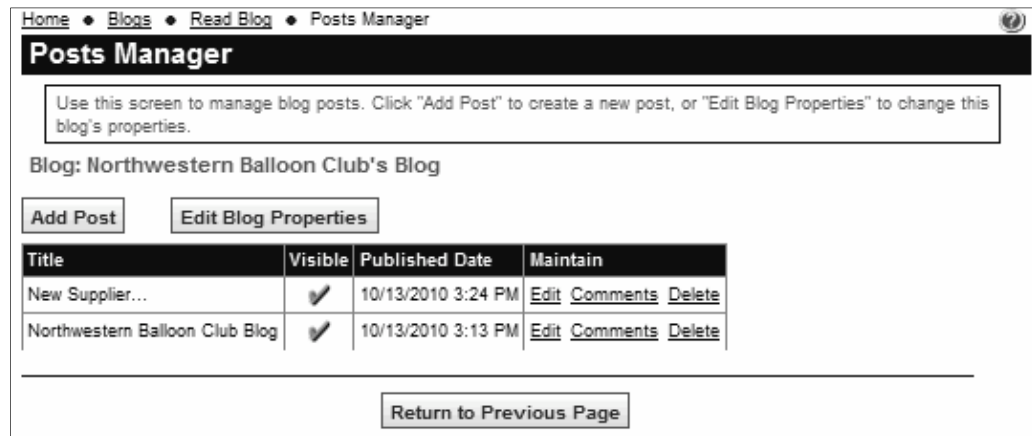 Home ● Blogs ● Read Blog ● Posts Manager
Posts Manager
Use this screen to manage blog posts. Click "Add Post" to create a new post, or "Edit Blog Properties" to change this
blog's properties.
Blog: Northwestern Balloon Club's Blog
Add Post Edit Blog Properties
Title Visible Published Date Maintain
New Supplier... ✔ 10/13/2010 3:24 PM Edit Comments Delete
Northwestern Balloon Club Blog ✔ 10/13/2010 3:13 PM Edit Comments Delete
Return to Previous Page